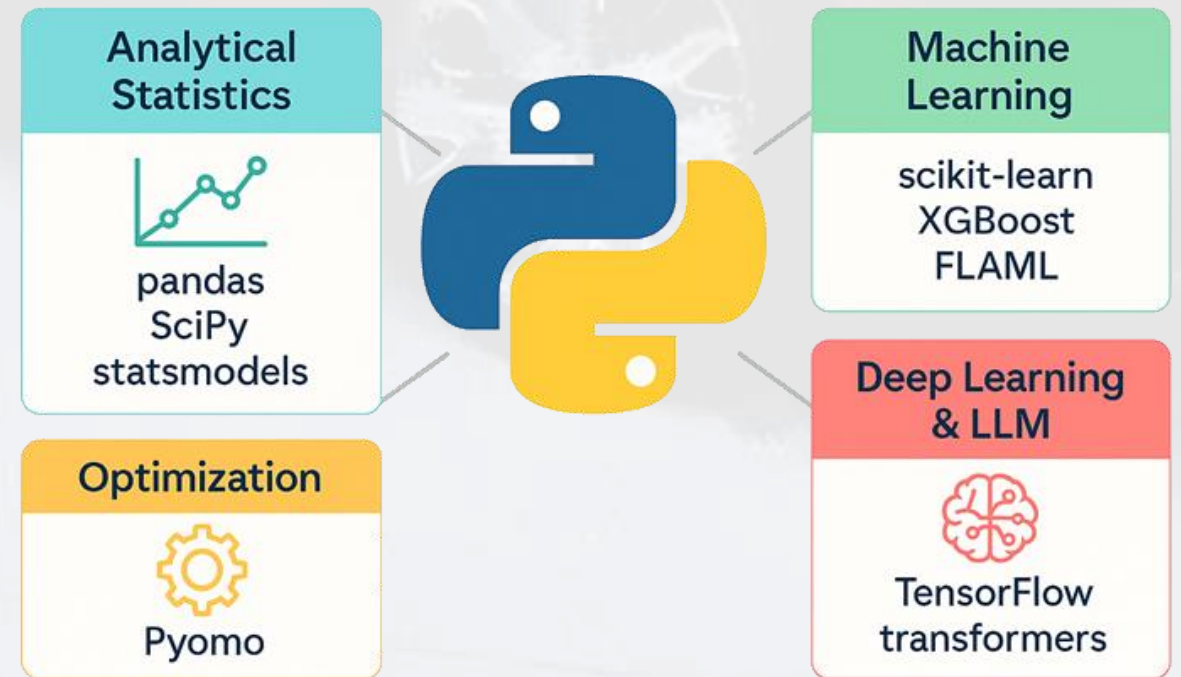 Analytical
Statistics
pandas
SciPy
statsmodels
Optimization
Pyomo
Machine
Learning
scikit-learn
XGBoost
FLAML
Deep Learning
& LLM
TensorFlow
transformers